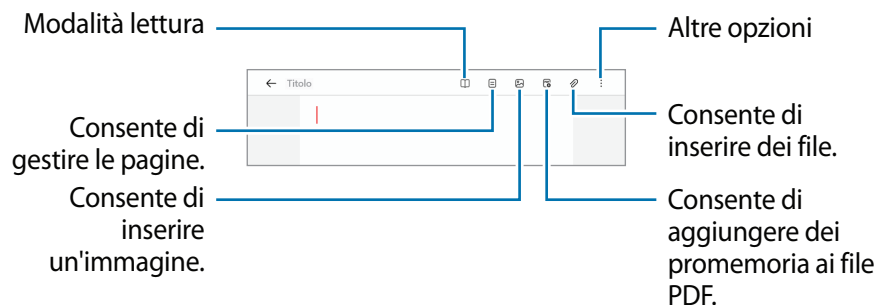 Modalità lettura
Altre opzioni
Titolo
Consente di
gestire le pagine.
Consente di
inserire dei file.
Consente di
inserire
un'immagine.
Consente di
aggiungere dei
promemoria ai file
PDF.